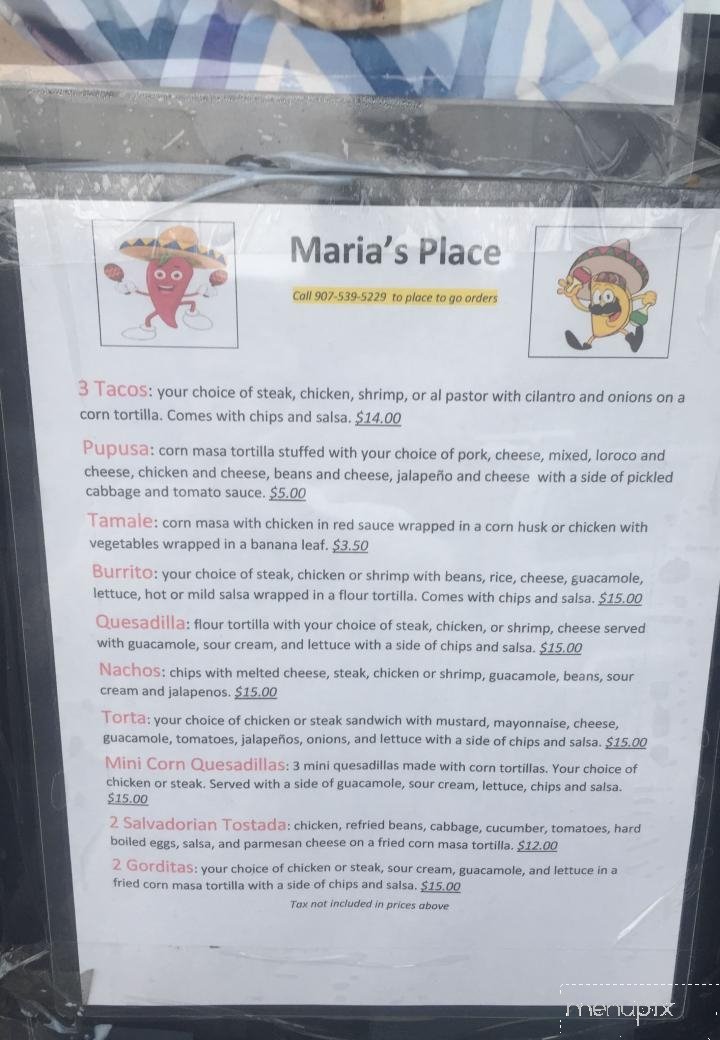 Maria's Place
Call 907-539-5229 to place to go orders
3 Tacos: your choice of steak, chicken, shrimp, or al pastor with cilantro and onions on a
corn tortilla. Comes with chips and salsa. $14.00
Pupusa: corn masa tortilla stuffed with your choice of pork, cheese, mixed, loroco and
cheese, chicken and cheese, beans and cheese, jalapeño and cheese with a side of pickled
cabbage and tomato sauce. $5.00
Tamale: corn masa with chicken in red sauce wrapped in a corn husk or chicken with
vegetables wrapped in a banana leaf. $3.50
Burrito: your choice of steak, chicken or shrimp with beans, rice, cheese, guacamole,
lettuce, hot or mild salsa wrapped in a flour tortilla. Comes with chips and salsa. $15.00
Quesadilla: flour tortilla with your choice of steak, chicken, or shrimp, cheese served
with guacamole, sour cream, and lettuce with a side of chips and salsa. $15.00
Nachos: chips with melted cheese, steak, chicken or shrimp, guacamole, beans, sour
cream and jalapenos. $15.00
Torta: your choice of chicken or steak sandwich with mustard, mayonnaise, cheese,
guacamole, tomatoes, jalapeños, onions, and lettuce with a side of chips and salsa. $15.00
Mini Corn Quesadillas: 3 mini quesadillas made with corn tortillas. Your choice of
chicken or steak. Served with a side of guacamole, sour cream, lettuce, chips and salsa.
$15.00
2 Salvadorian Tostada: chicken, refried beans, cabbage, cucumber, tomatoes, hard
boiled eggs, salsa, and parmesan cheese on a fried corn masa tortilla. $12.00
2 Gorditas: your choice of chicken or steak, sour cream, guacamole, and lettuce in a
fried corn masa tortilla with a side of chips and salsa. $15.00
Tax not included in prices above
menupix